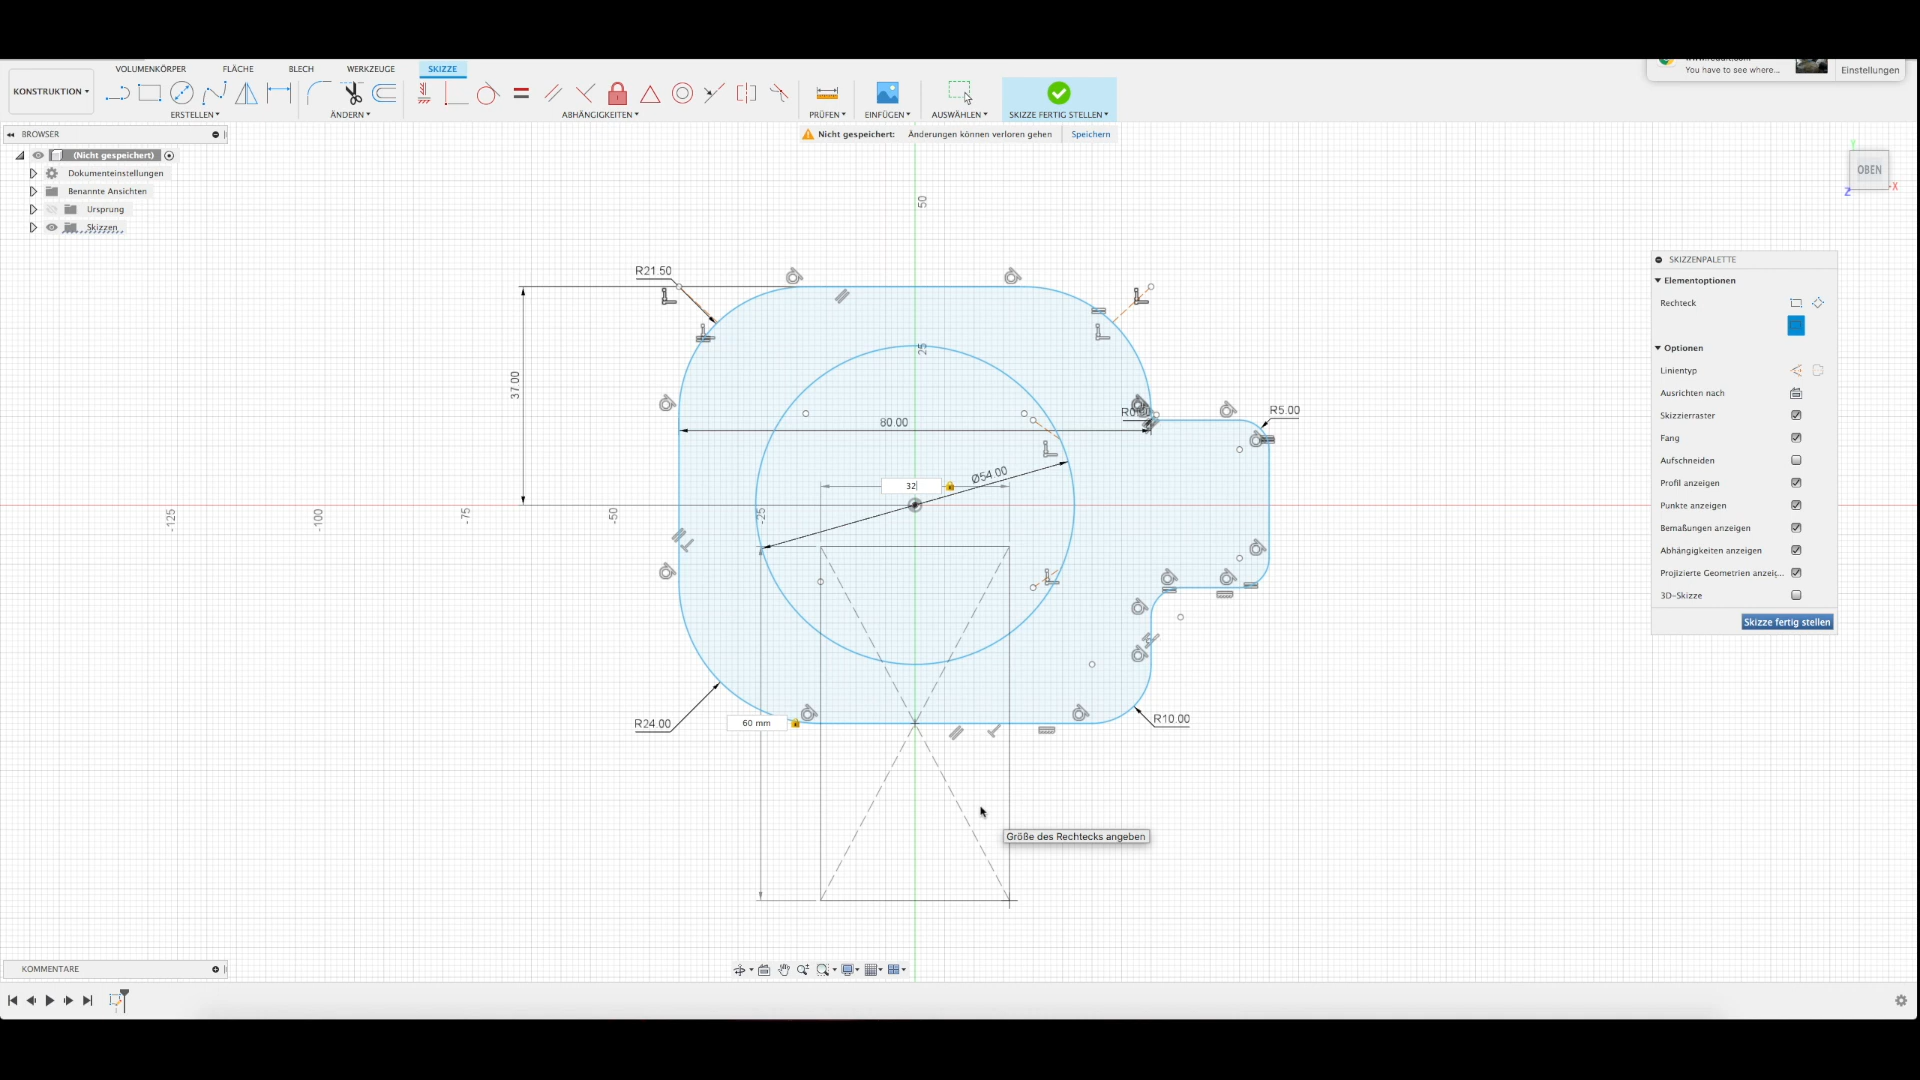 VOLUMENKÖRPER FLÄCHE BLECH WERKZEUGE SKIZZE
You have to see where...
Einstellungen
KONSTRUKTION
ERSTELLEN ÄNDERN ABHÄNGIGKEITEN PRÜFEN EINFÜGEN AUSWÄHLEN SKIZZE FERTIG STELLEN
BROWSER
Nicht gespeichert: Änderungen können verloren gehen Speichern
(Nicht gespeichert)
Dokumenteinstellungen
Benannte Ansichten
Ursprung
Skizzen
OBEN
X
Z
50
R21.50
25
37.00
80.00
R5.00
Ø54.00
32
-125
-100
-75
-50
-25
R24.00
60 mm
R10.00
Größe des Rechtecks angeben
SKIZZENPALETTE
Elementoptionen
Rechteck
Optionen
Linientyp
Ausrichten nach
Skizzierraster
Fang
Aufschneiden
Profil anzeigen
Punkte anzeigen
Bemaßungen anzeigen
Abhängigkeiten anzeigen
Projizierte Geometrien anzeig...
3D-Skizze
Skizze fertig stellen
KOMMENTARE